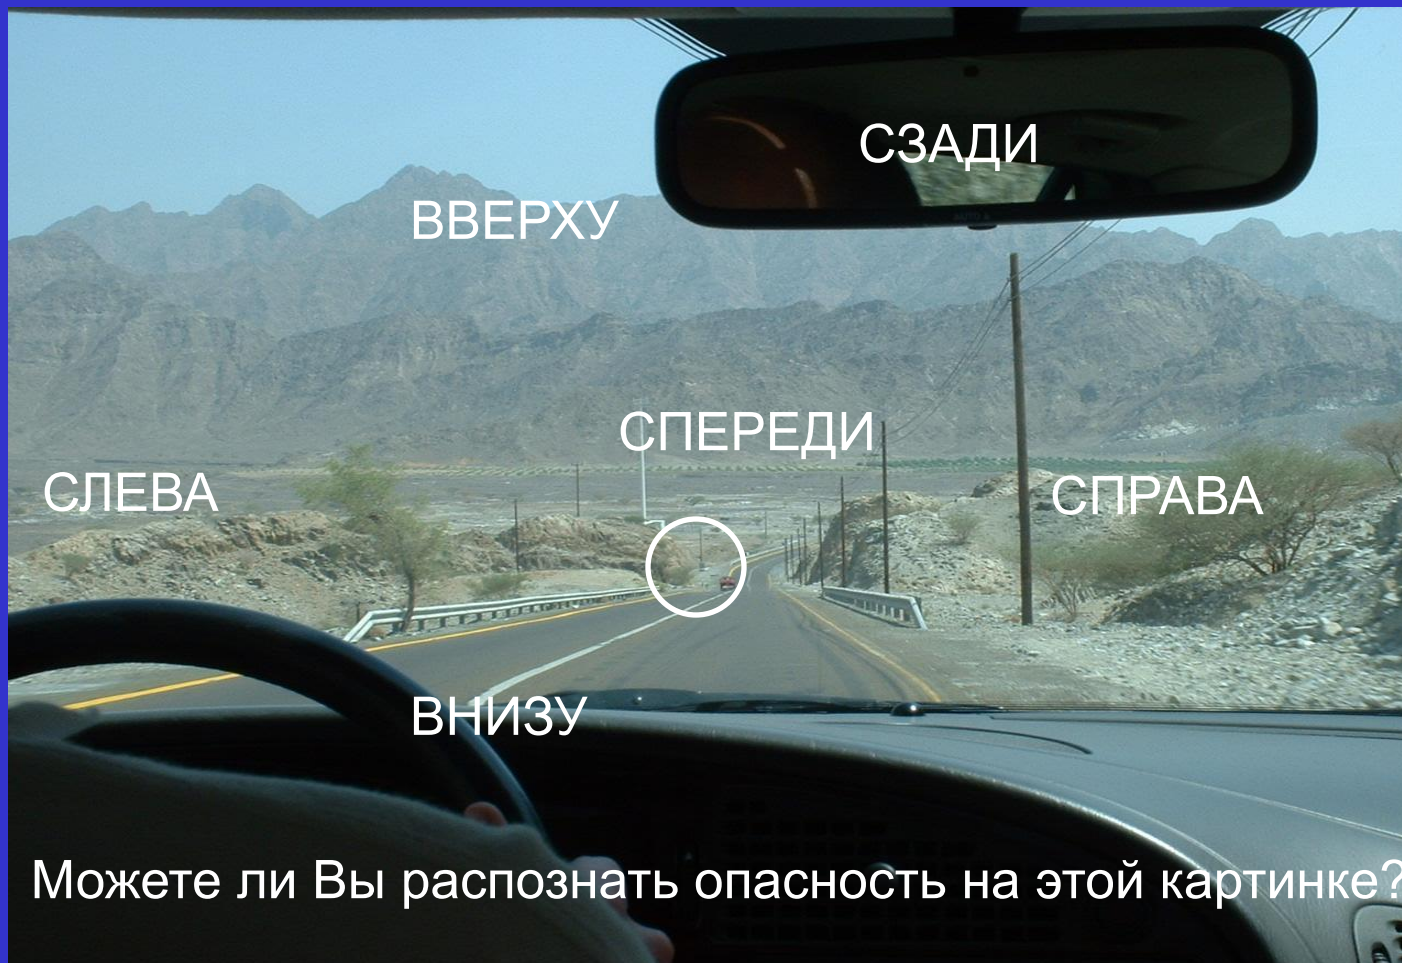 СЗАДИ
ВВЕРХУ
СПЕРЕДИ
СЛЕВА
СПРАВА
ВНИЗУ
Можете ли Вы распознать опасность на этой картинке?